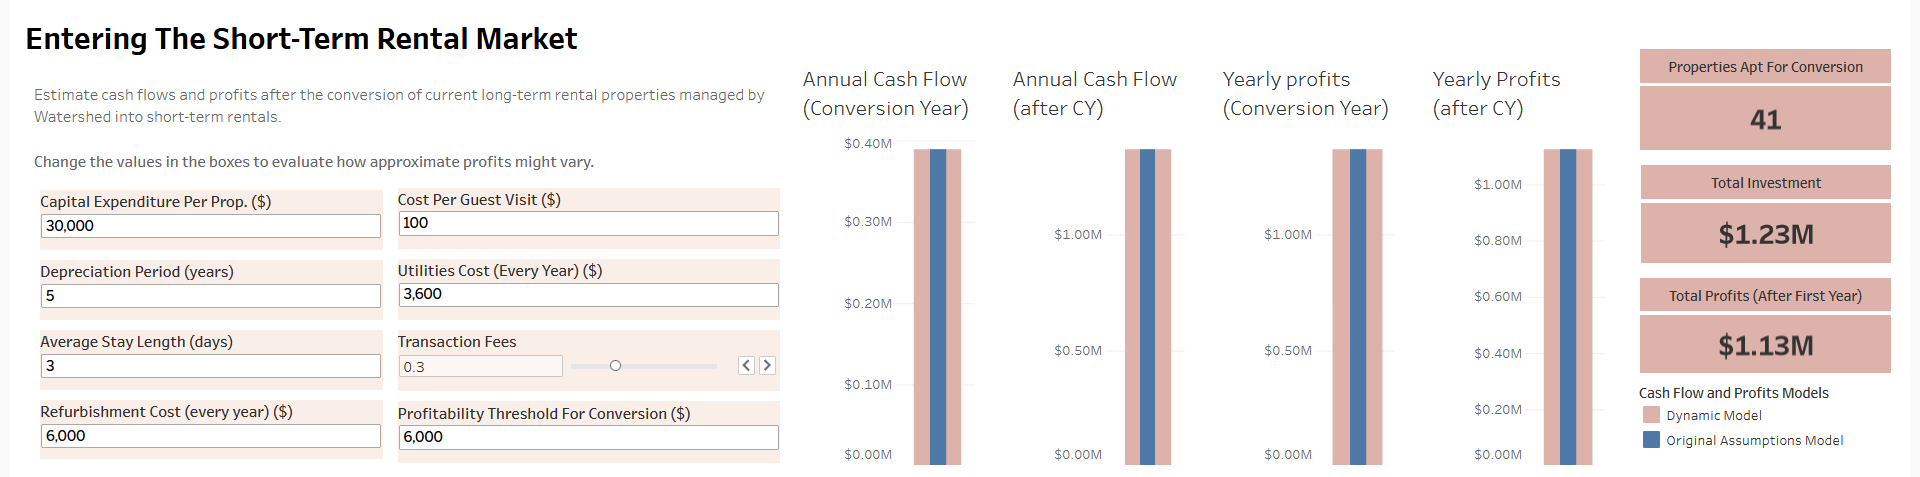 Entering The Short-Term Rental Market
Estimate cash flows and profits after the conversion of current long-term rental properties managed by
Watershed into short-term rentals.
Change the values in the boxes to evaluate how approximate profits might vary.
Capital Expenditure Per Prop. ($)
30,000
Cost Per Guest Visit ($)
100
Depreciation Period (years)
5
Utilities Cost (Every Year) ($)
3,600
Average Stay Length (days)
3
Transaction Fees
0.3
Refurbishment Cost (every year) ($)
6,000
Profitability Threshold For Conversion ($)
6,000
Annual Cash Flow
(Conversion Year)
$0.40M
$0.30M
$0.20M
$0.10M
$0.00M
Annual Cash Flow
(after CY)
$1.00M
$0.50M
$0.00M
Yearly profits
(Conversion Year)
$1.00M
$0.50M
$0.00M
Yearly Profits
(after CY)
$1.00M
$0.80M
$0.60M
$0.40M
$0.20M
$0.00M
Properties Apt For Conversion
41
Total Investment
$1.23M
Total Profits (After First Year)
$1.13M
Cash Flow and Profits Models
Dynamic Model
Original Assumptions Model